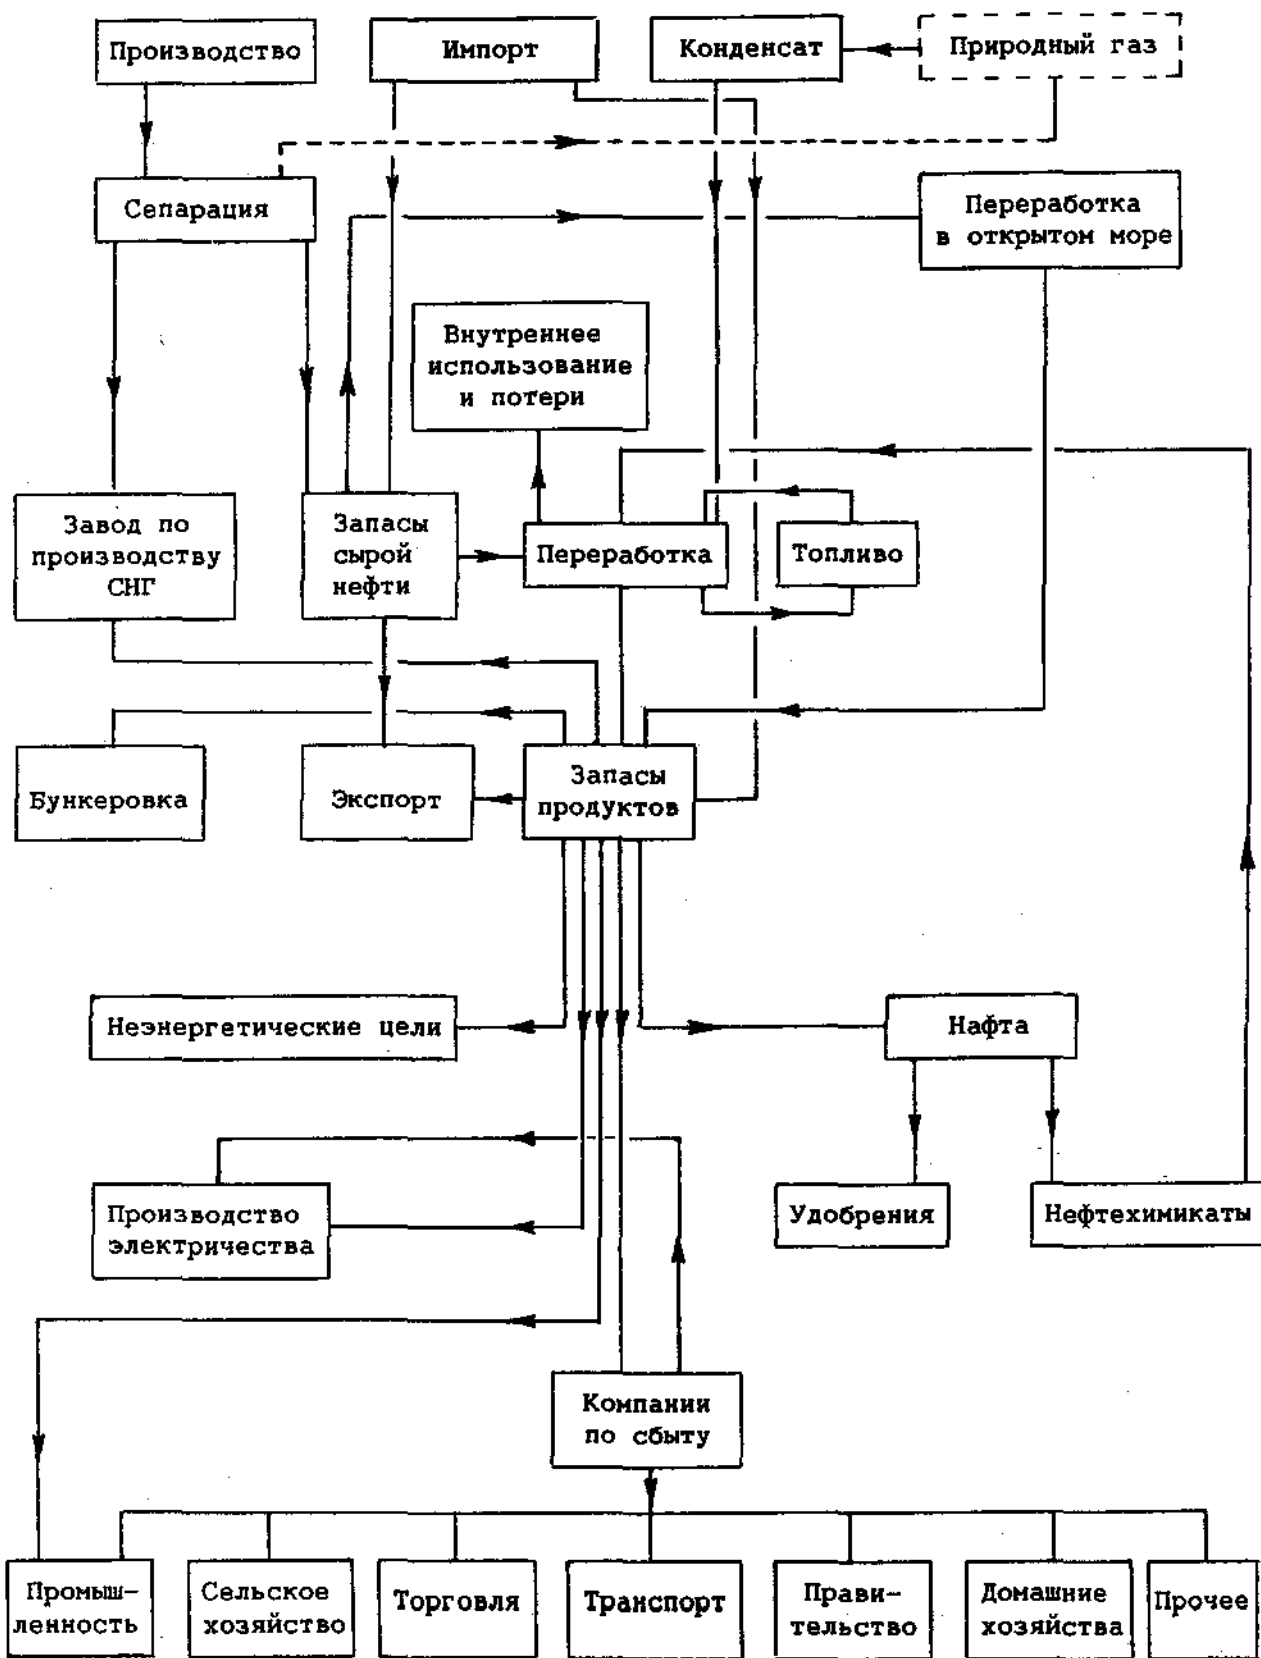 Производство
Импорт
Конденсат
Природный газ
Сепарация
Переработка
в открытом море
Внутреннее
использование
и потери
Завод по
производству
СНГ
Запасы
сырой
нефти
Переработка
Топливо
Бункеровка
Экспорт
Запасы
продуктов
Неэнергетические цели
Нафта
Производство
электричества
Удобрения
Нефтехимикаты
Компании
по сбыту
Промыш-
ленность
Сельское
хозяйство
Торговля
Транспорт
Прави-
тельство
Домашние
хозяйства
Прочее